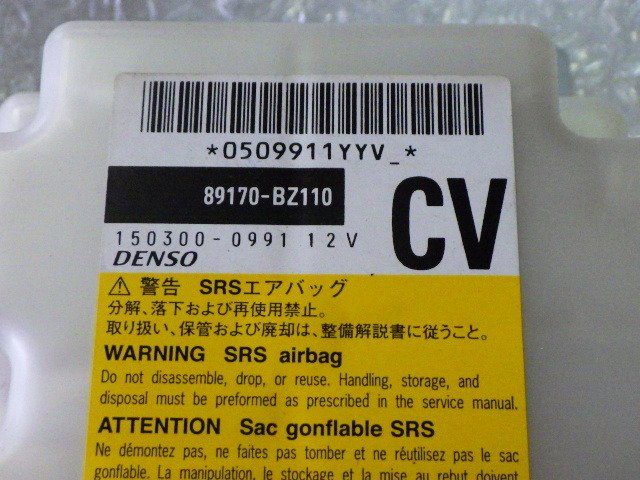 *0509911YYV_*
89170-BZ110
CV
150300-0991 12V
DENSO
⚠ 警告 SRSエアバッグ
分解、落下および再使用禁止。
取り扱い、保管および廃却は、整備解説書に従うこと。
WARNING SRS airbag
Do not disassemble, drop, or reuse. Handling, storage, and
disposal must be preformed as prescribed in the service manual.
ATTENTION Sac gonflable SRS
Ne démontez pas, ne faites pas tomber et ne réutilisez pas le sac
gonflable. La manipulation, le stockage et la mise au rebut doivent